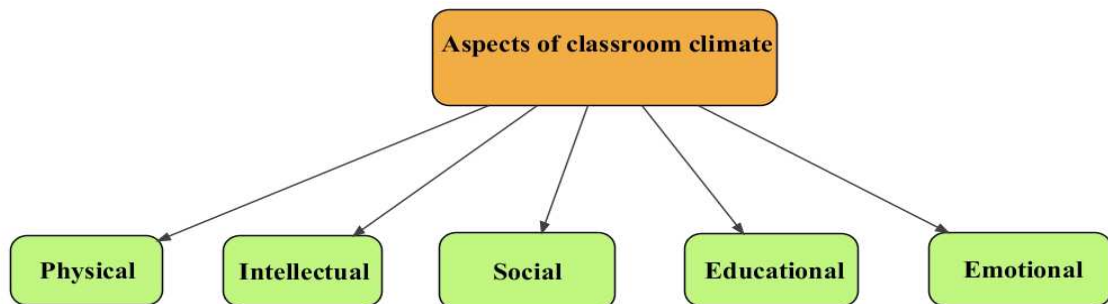 Aspects of classroom climate
Physical
Intellectual
Social
Educational
Emotional